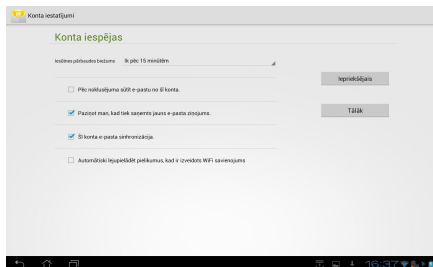 Konta iestatījumi
Konta iespējas
Iesūtnes pārbaudes biežums Ik pēc 15 minūtēm
Iepriekšējais
Pēc noklusējuma sūtīt e-pastu no šī konta.
Paziņot man, kad tiek saņemts jauns e-pasta ziņojums.
Tālāk
Šī konta e-pasta sinhronizācija.
Automātiski lejupielādēt pielikumus, kad ir izveidots WiFi savienojums
16:37